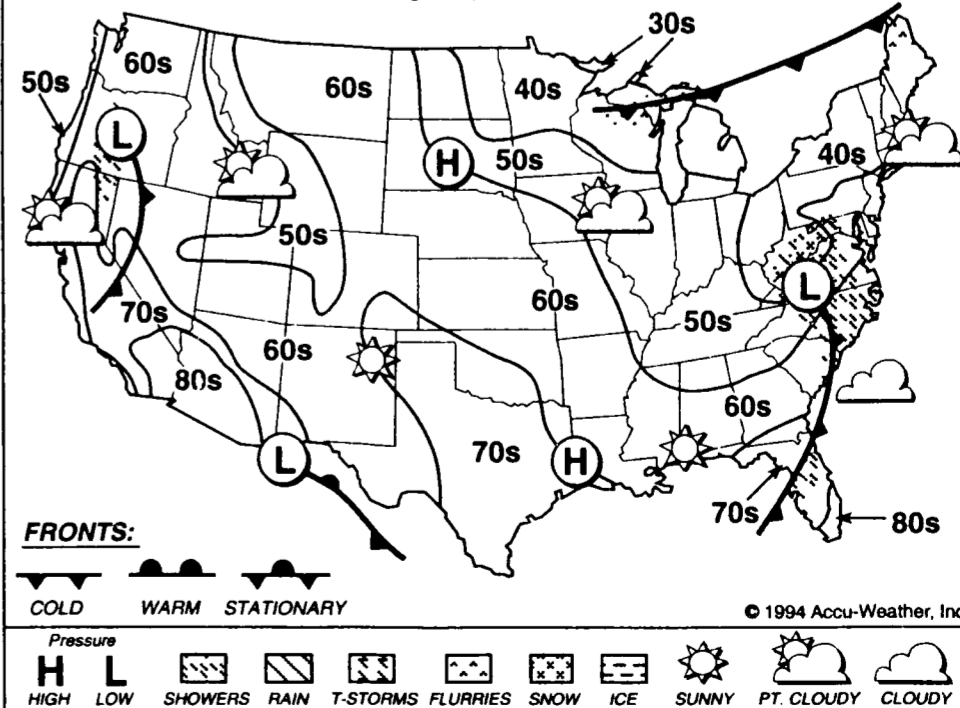 30s
60s
50s
60s
40s
L
H
50s
40s
50s
60s
L
70s
50s
60s
80s
60s
L
70s
H
70s
80s
FRONTS:
COLD WARM STATIONARY
© 1994 Accu-Weather, Inc
Pressure
H L
HIGH LOW SHOWERS RAIN T-STORMS FLURRIES SNOW ICE SUNNY PT. CLOUDY CLOUDY